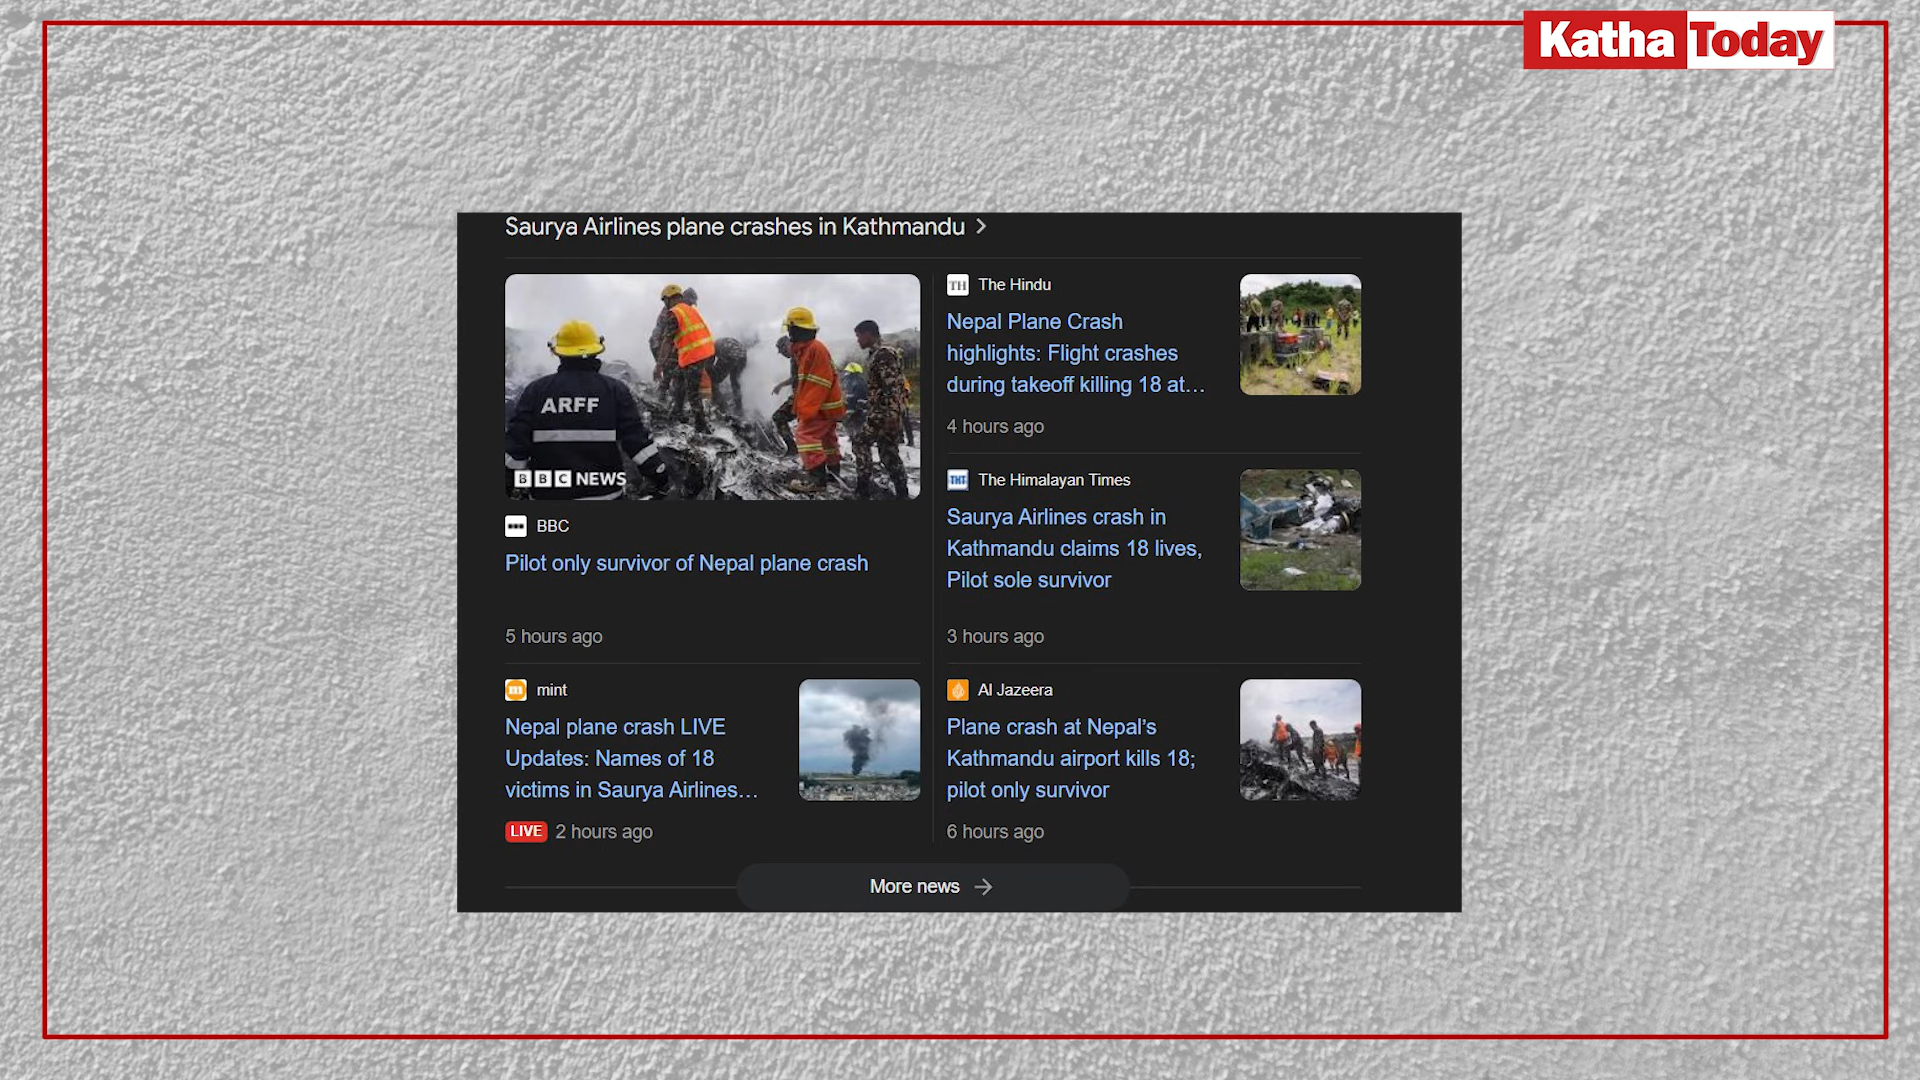 Katha Today
Saurya Airlines plane crashes in Kathmandu >
ARFF
BBC NEWS
BBC
Pilot only survivor of Nepal plane crash
5 hours ago
TH The Hindu
Nepal Plane Crash
highlights: Flight crashes
during takeoff killing 18 at...
4 hours ago
THT The Himalayan Times
Saurya Airlines crash in
Kathmandu claims 18 lives,
Pilot sole survivor
3 hours ago
m mint
Nepal plane crash LIVE
Updates: Names of 18
victims in Saurya Airlines...
LIVE 2 hours ago
Al Jazeera
Plane crash at Nepal’s
Kathmandu airport kills 18;
pilot only survivor
6 hours ago
More news →